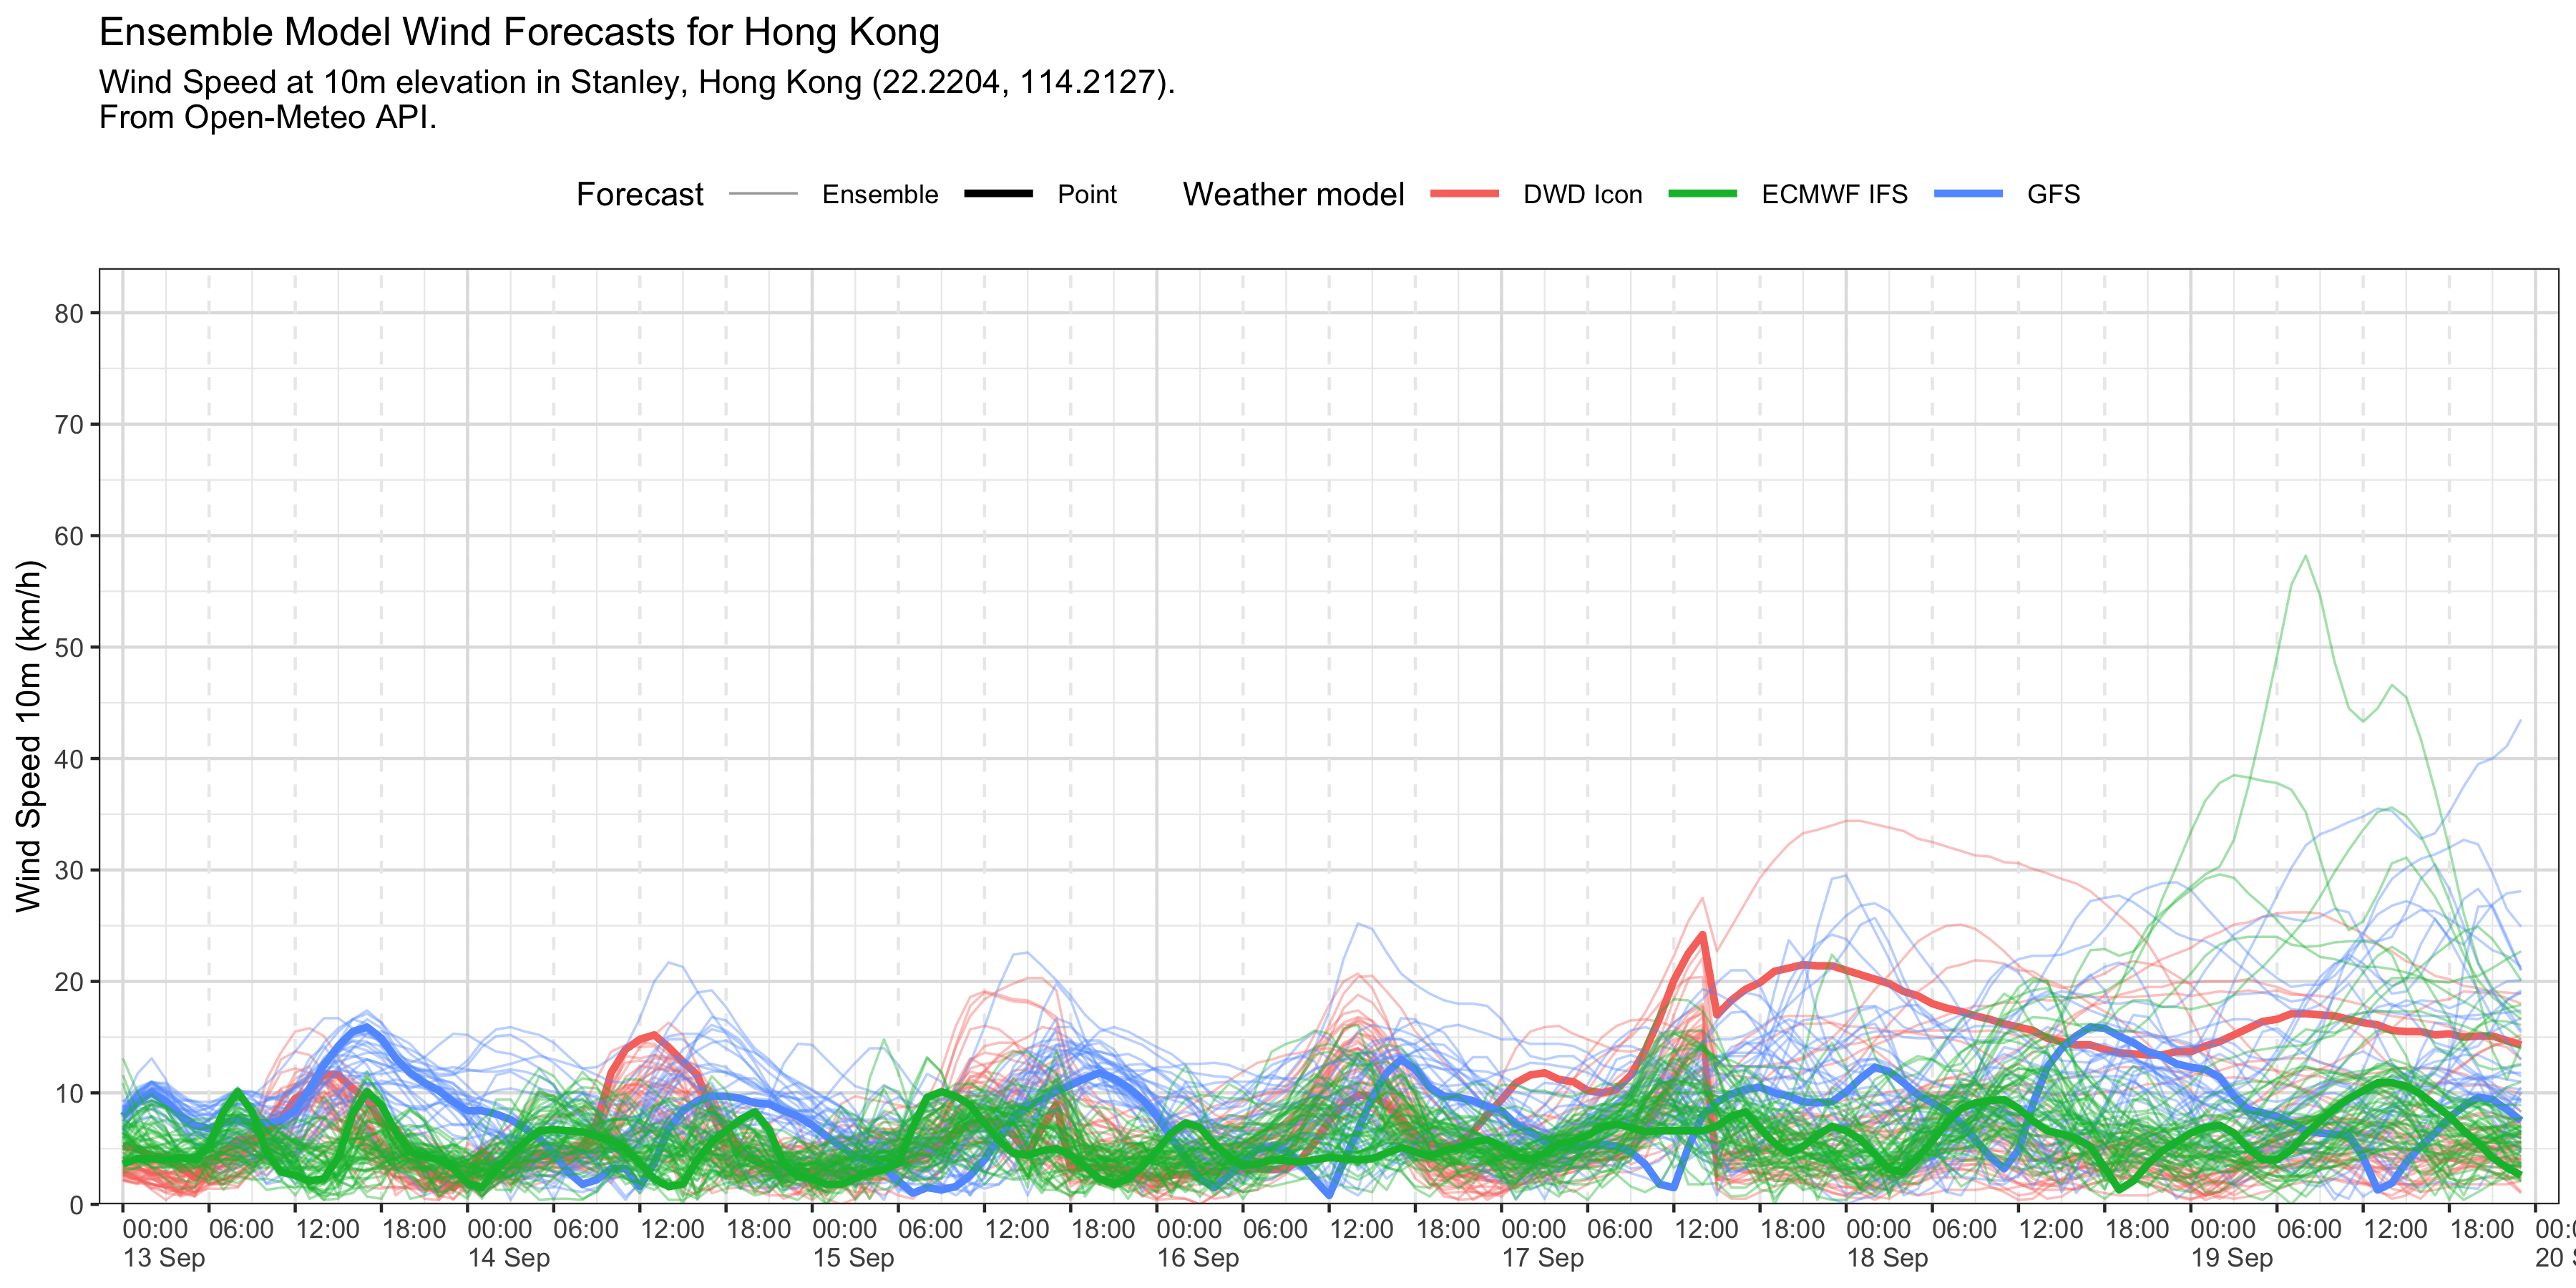 Ensemble Model Wind Forecasts for Hong Kong
Wind Speed at 10m elevation in Stanley, Hong Kong (22.2204, 114.2127).
From Open-Meteo API.
Forecast Ensemble Point Weather model DWD Icon ECMWF IFS GFS
Wind Speed 10m (km/h)
80
70
60
50
40
30
20
10
0
00:00 06:00 12:00 18:00 00:00 06:00 12:00 18:00 00:00 06:00 12:00 18:00 00:00 06:00 12:00 18:00 00:00 06:00 12:00 18:00 00:00 06:00 12:00 18:00 00:00 06:00 12:00 18:00
13 Sep 14 Sep 15 Sep 16 Sep 17 Sep 18 Sep 19 Sep 20